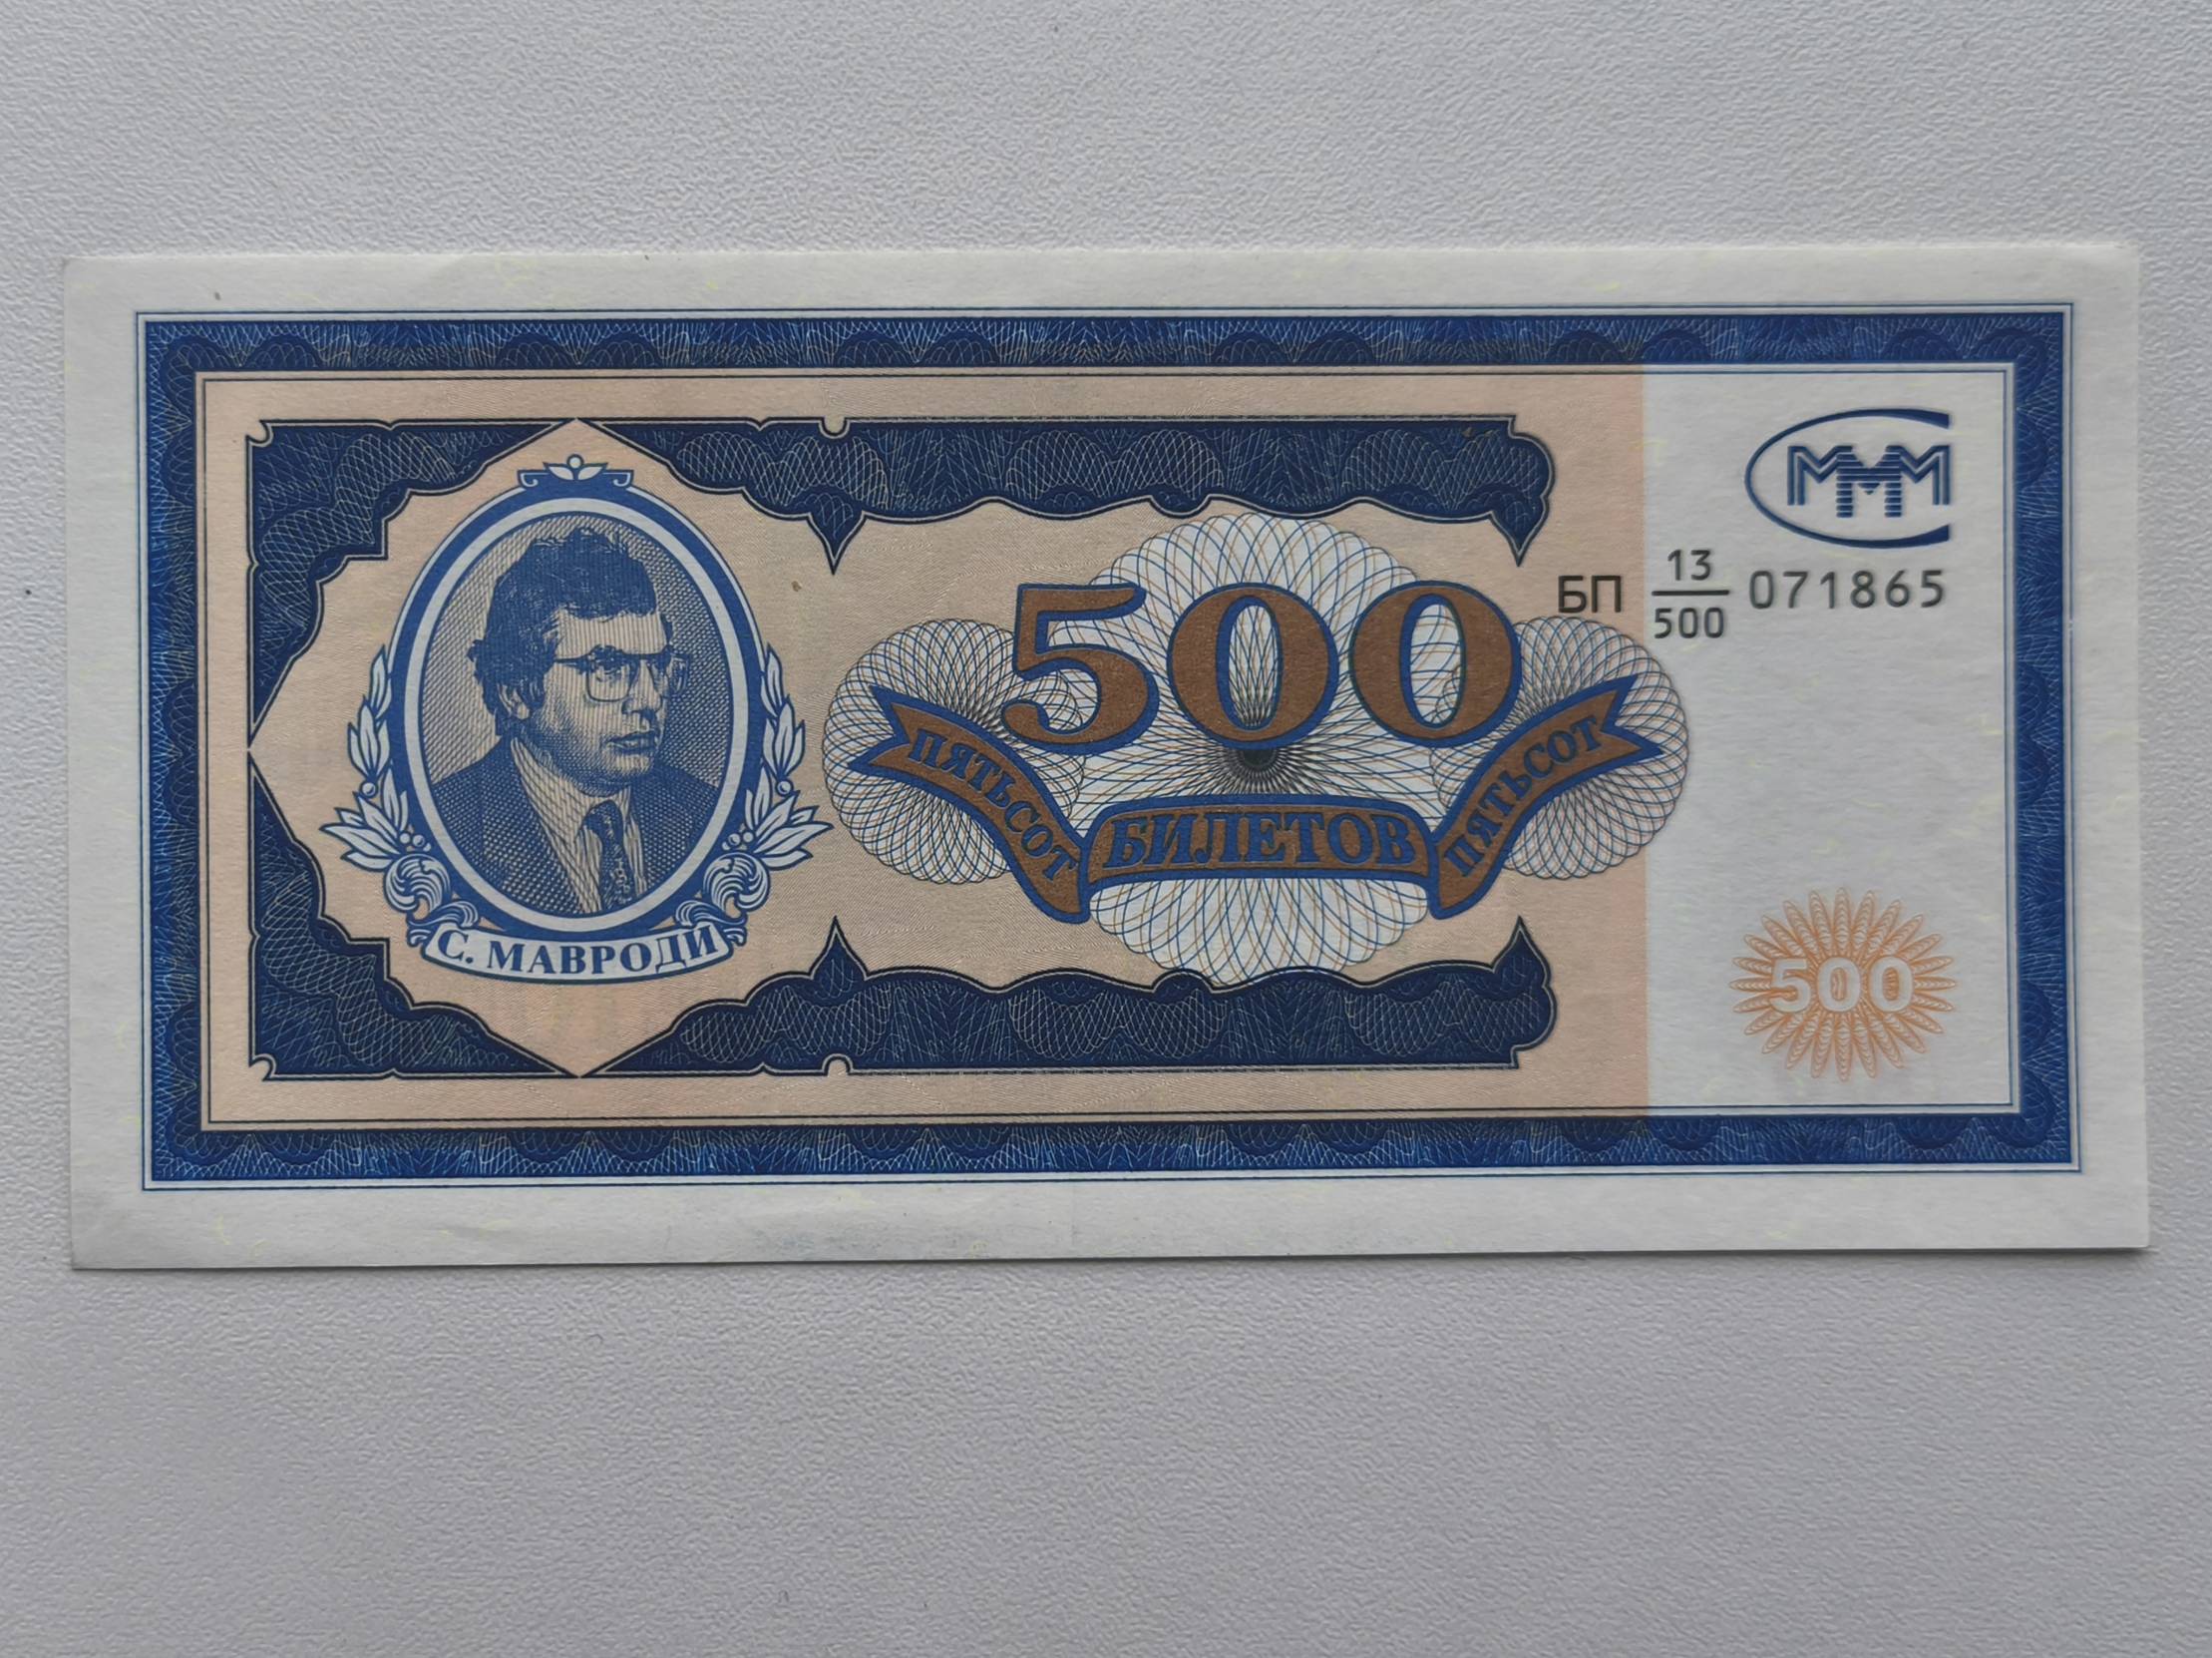 МММ
БП 13/500 071865
500
ПЯТЬСОТ БИЛЕТОВ ПЯТЬСОТ
С. МАВРОДИ
500